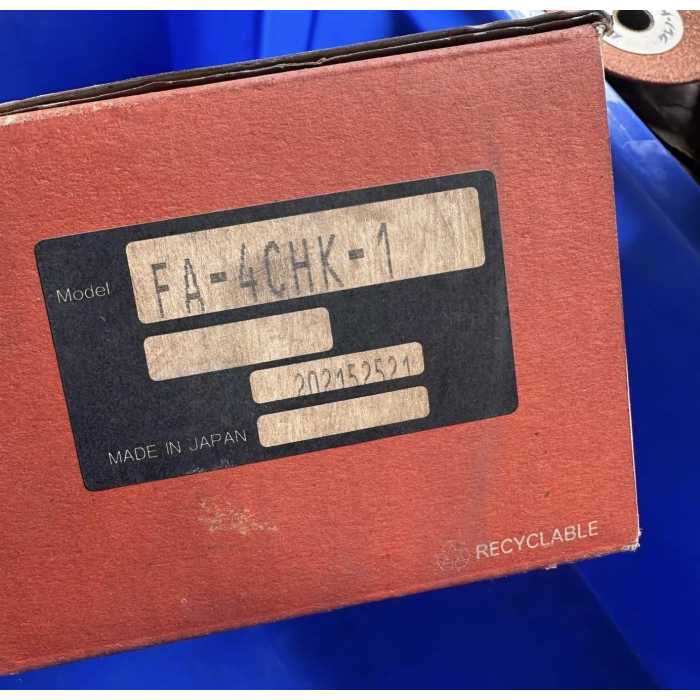 Model FA-4CHK-1
202152521
MADE IN JAPAN
RECYCLABLE